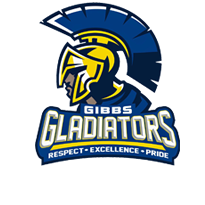 GIBBS
GLADIATORS
RESPECT • EXCELLENCE • PRIDE